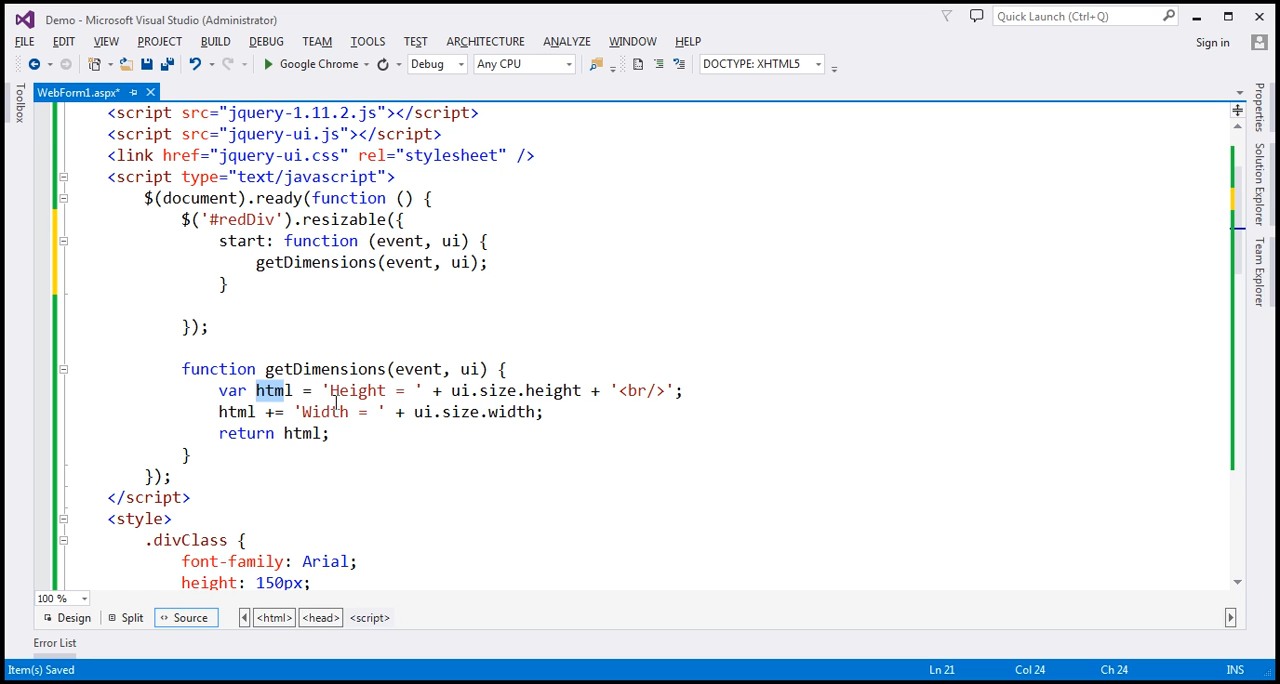 Demo - Microsoft Visual Studio (Administrator)
Quick Launch (Ctrl+Q)
FILE EDIT VIEW PROJECT BUILD DEBUG TEAM TOOLS TEST ARCHITECTURE ANALYZE WINDOW HELP
Sign in
Google Chrome Debug Any CPU DOCTYPE: XHTML5
Toolbox
WebForm1.aspx*
Properties
Solution Explorer
Team Explorer
<script src="jquery-1.11.2.js"></script>
<script src="jquery-ui.js"></script>
<link href="jquery-ui.css" rel="stylesheet" />
<script type="text/javascript">
$(document).ready(function () {
$('#redDiv').resizable({
start: function (event, ui) {
getDimensions(event, ui);
}
});
function getDimensions(event, ui) {
var html = 'Height = ' + ui.size.height + '<br/>';
html += 'Width = ' + ui.size.width;
return html;
}
});
</script>
<style>
.divClass {
font-family: Arial;
height: 150px;
100 %
Design Split Source <html> <head> <script>
Error List
Item(s) Saved Ln 21 Col 24 Ch 24 INS